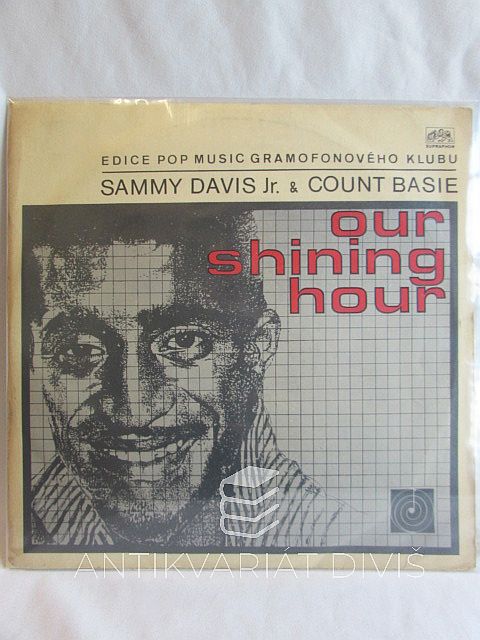 SUPRAPHON
EDICE POP MUSIC GRAMOFONOVÉHO KLUBU
SAMMY DAVIS Jr. & COUNT BASIE
our
shining
hour
ANTIKVARIÁT DIVIŠ